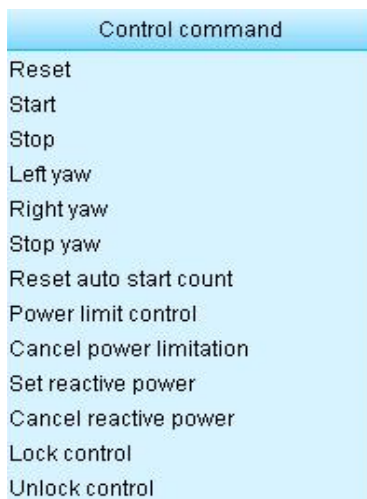 Control command
Reset
Start
Stop
Left yaw
Right yaw
Stop yaw
Reset auto start count
Power limit control
Cancel power limitation
Set reactive power
Cancel reactive power
Lock control
Unlock control